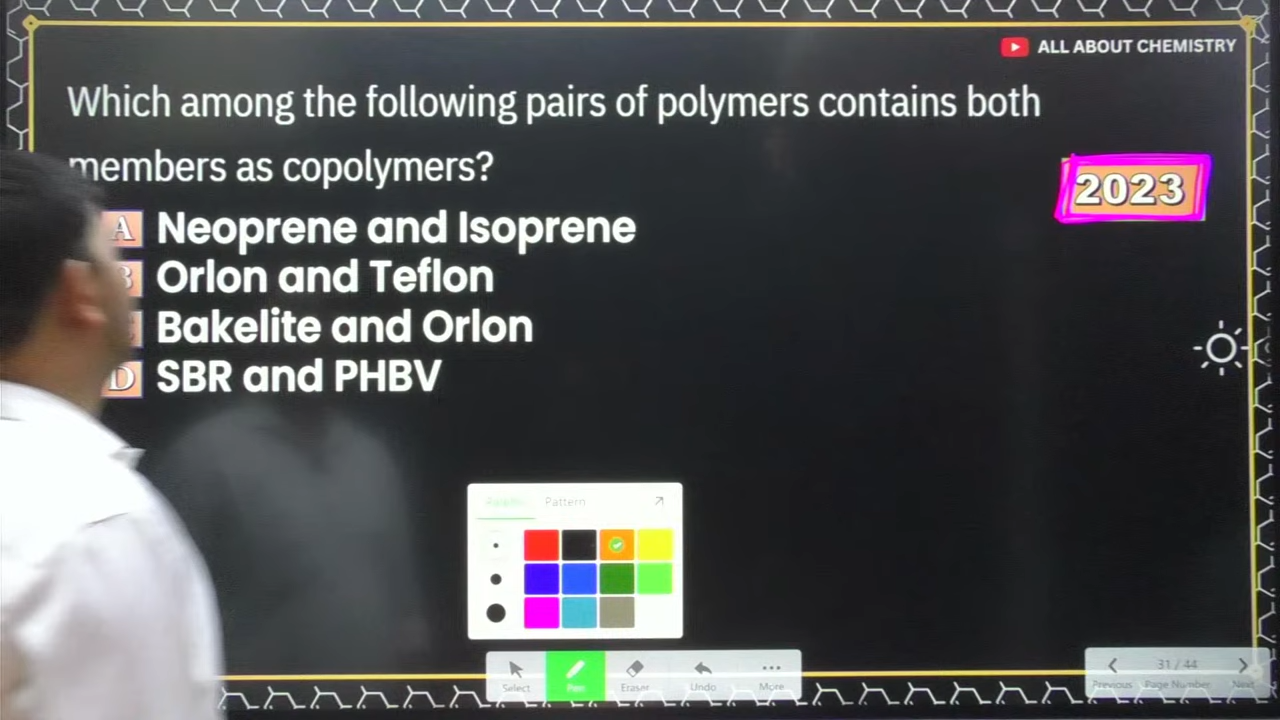 ALL ABOUT CHEMISTRY
Which among the following pairs of polymers contains both
members as copolymers?
2023
A Neoprene and Isoprene
B Orlon and Teflon
Bakelite and Orlon
D SBR and PHBV
Pattern
Select
Pen
Eraser
Undo
More
31 / 44
Previous
Page Number
Next